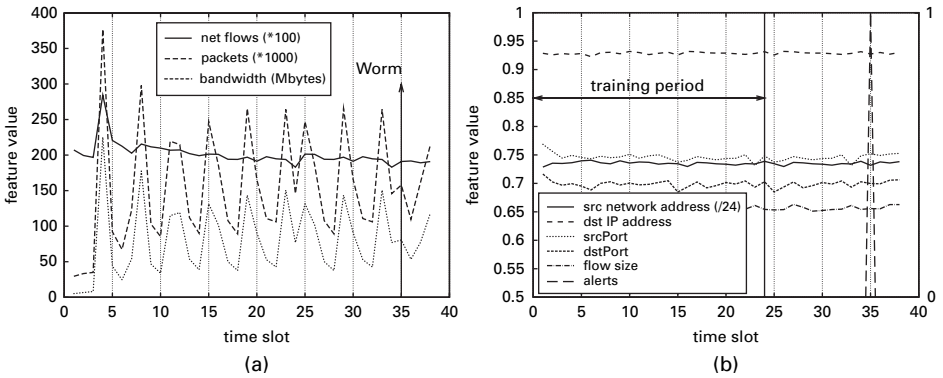 400
350
300
250
200
150
100
50
0
feature value
net flows (*100)
packets (*1000)
bandwidth (Mbytes)
Worm
0 5 10 15 20 25 30 35 40
time slot
(a)
1
0.95
0.9
0.85
0.8
0.75
0.7
0.65
0.6
0.55
0.5
feature value
training period
src network address (/24)
dst IP address
srcPort
dstPort
flow size
alerts
1
0
0 5 10 15 20 25 30 35 40
time slot
(b)